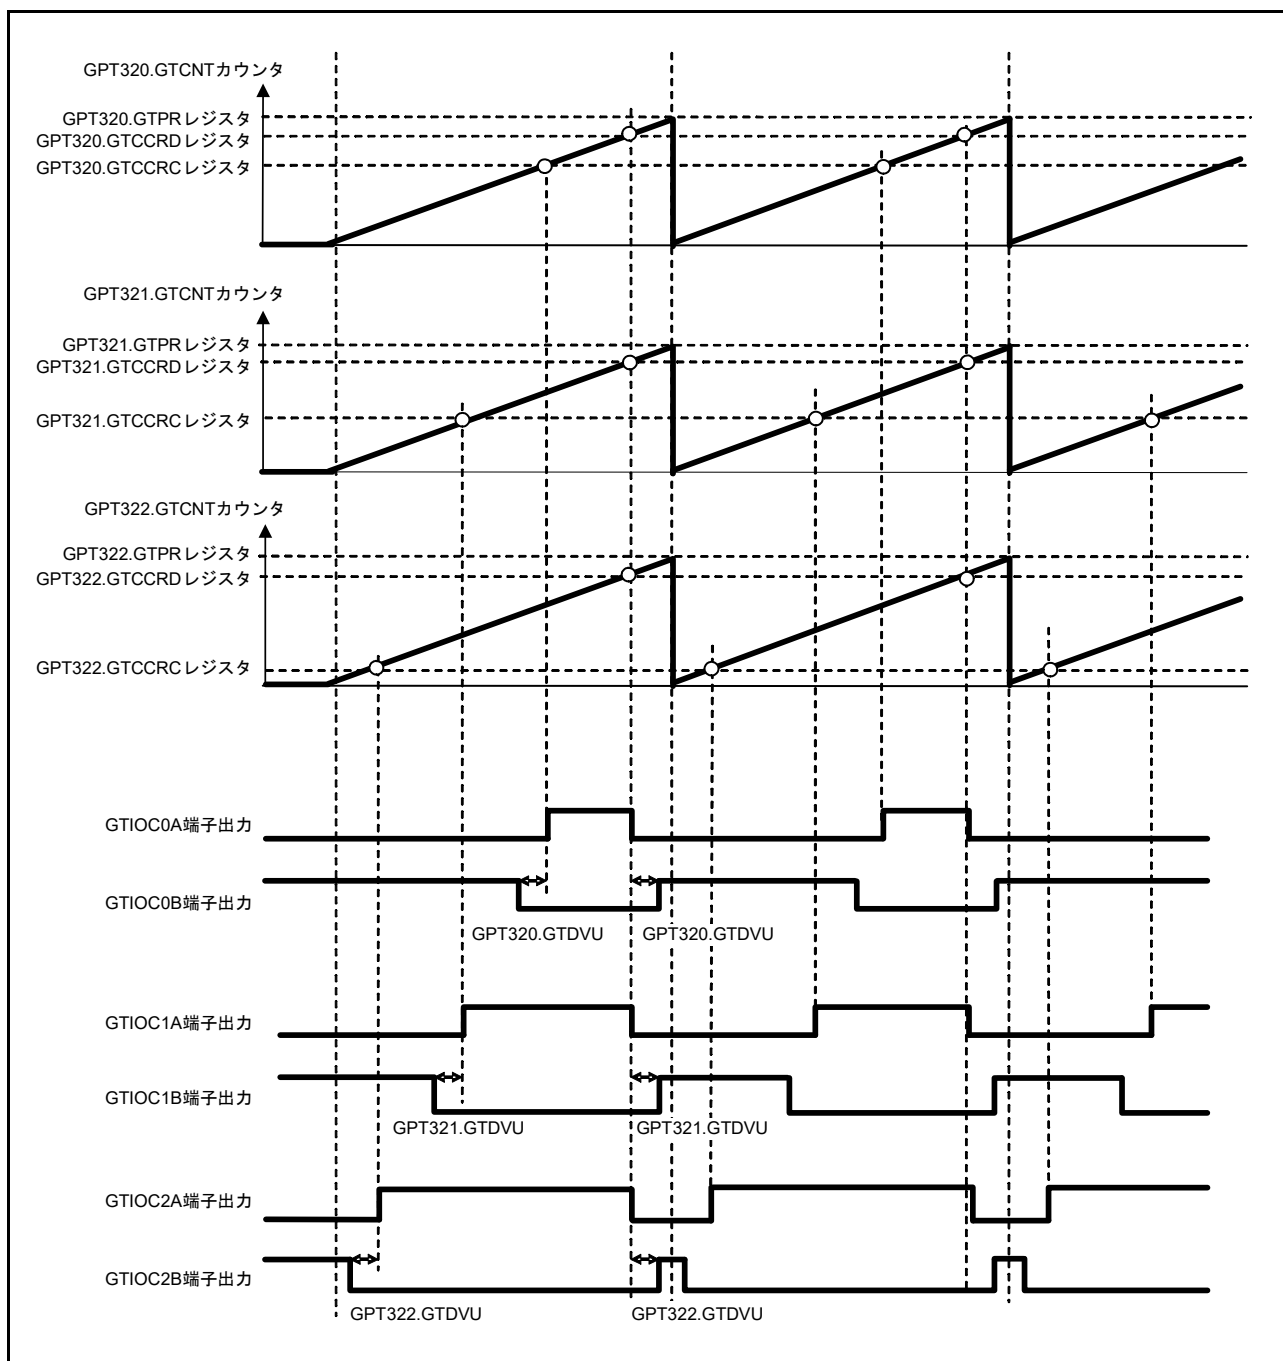 GPT320.GTCNTカウンタ
GPT320.GTPRレジスタ
GPT320.GTCCRDレジスタ
GPT320.GTCCRCレジスタ
GPT321.GTCNTカウンタ
GPT321.GTPRレジスタ
GPT321.GTCCRDレジスタ
GPT321.GTCCRCレジスタ
GPT322.GTCNTカウンタ
GPT322.GTPRレジスタ
GPT322.GTCCRDレジスタ
GPT322.GTCCRCレジスタ
GTIOC0A端子出力
GTIOC0B端子出力
GPT320.GTDVU
GPT320.GTDVU
GTIOC1A端子出力
GTIOC1B端子出力
GPT321.GTDVU
GPT321.GTDVU
GTIOC2A端子出力
GTIOC2B端子出力
GPT322.GTDVU
GPT322.GTDVU